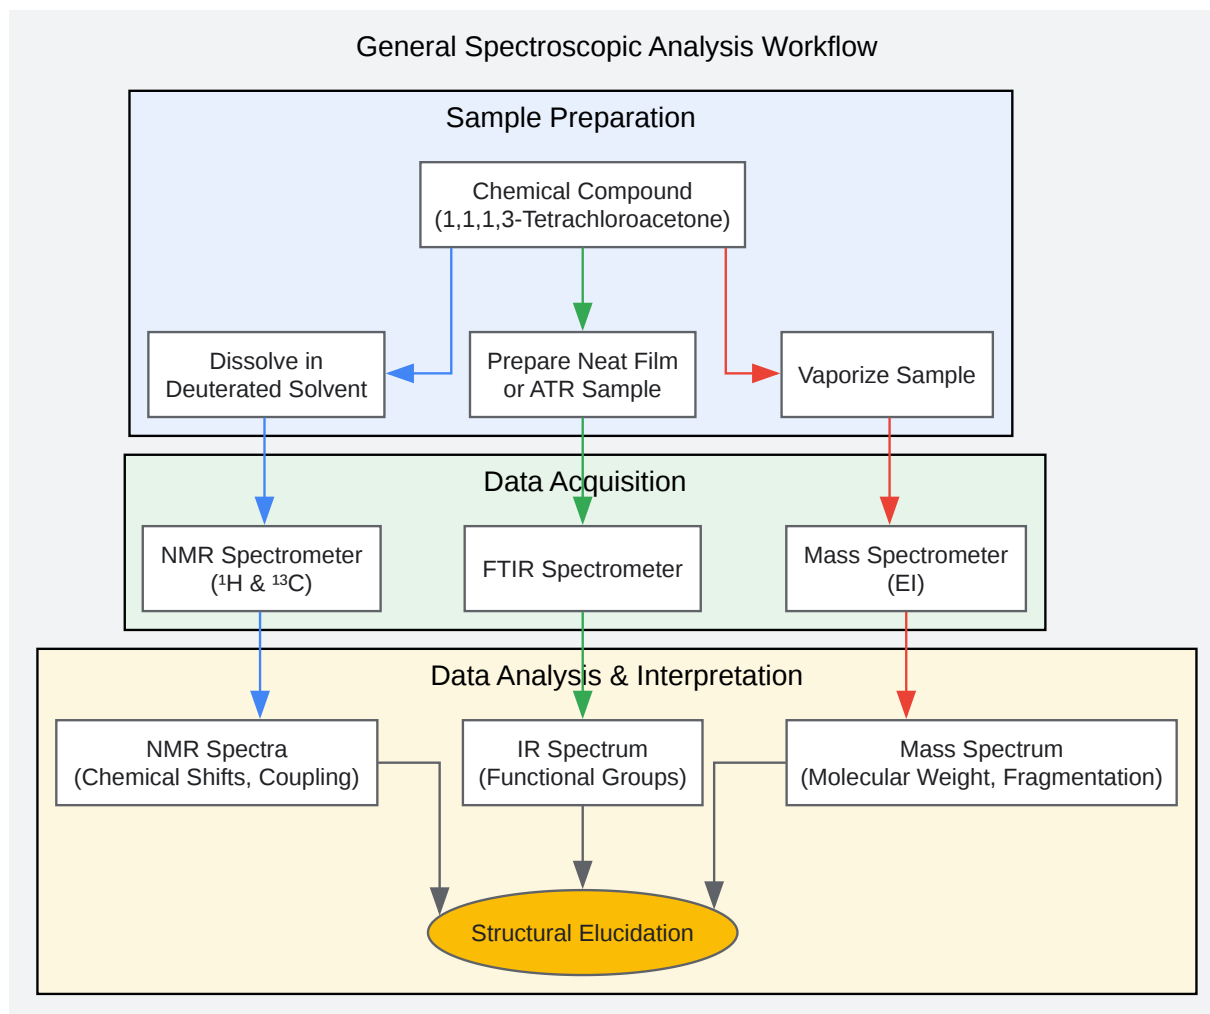 General Spectroscopic Analysis Workflow
Sample Preparation
Chemical Compound
(1,1,1,3-Tetrachloroacetone)
Dissolve in
Deuterated Solvent
Prepare Neat Film
or ATR Sample
Vaporize Sample
Data Acquisition
NMR Spectrometer
(¹H & ¹³C)
FTIR Spectrometer
Mass Spectrometer
(EI)
Data Analysis & Interpretation
NMR Spectra
(Chemical Shifts, Coupling)
IR Spectrum
(Functional Groups)
Mass Spectrum
(Molecular Weight, Fragmentation)
Structural Elucidation